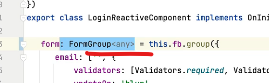 })
export class LoginReactiveComponent implements OnIni
form: FormGroup<any> = this.fb.group({
email: ['', {
validators: [Validators.required, Validat